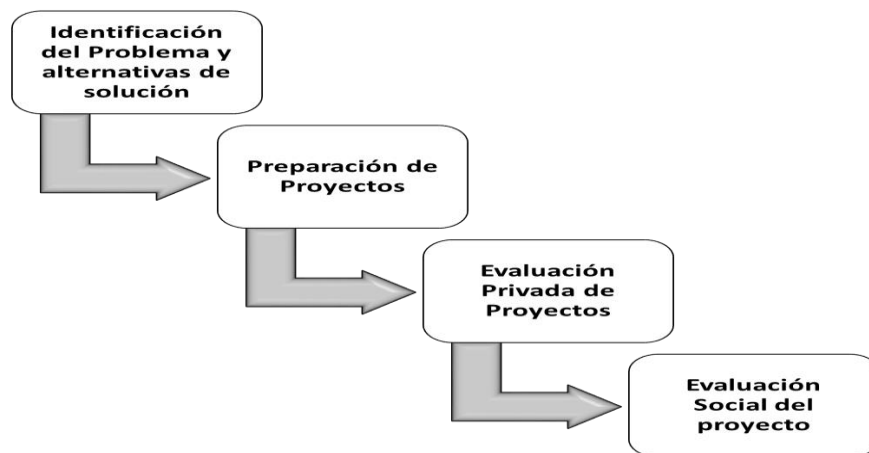 Identificación
del Problema y
alternativas de
solución
Preparación de
Proyectos
Evaluación
Privada de
Proyectos
Evaluación
Social del
proyecto